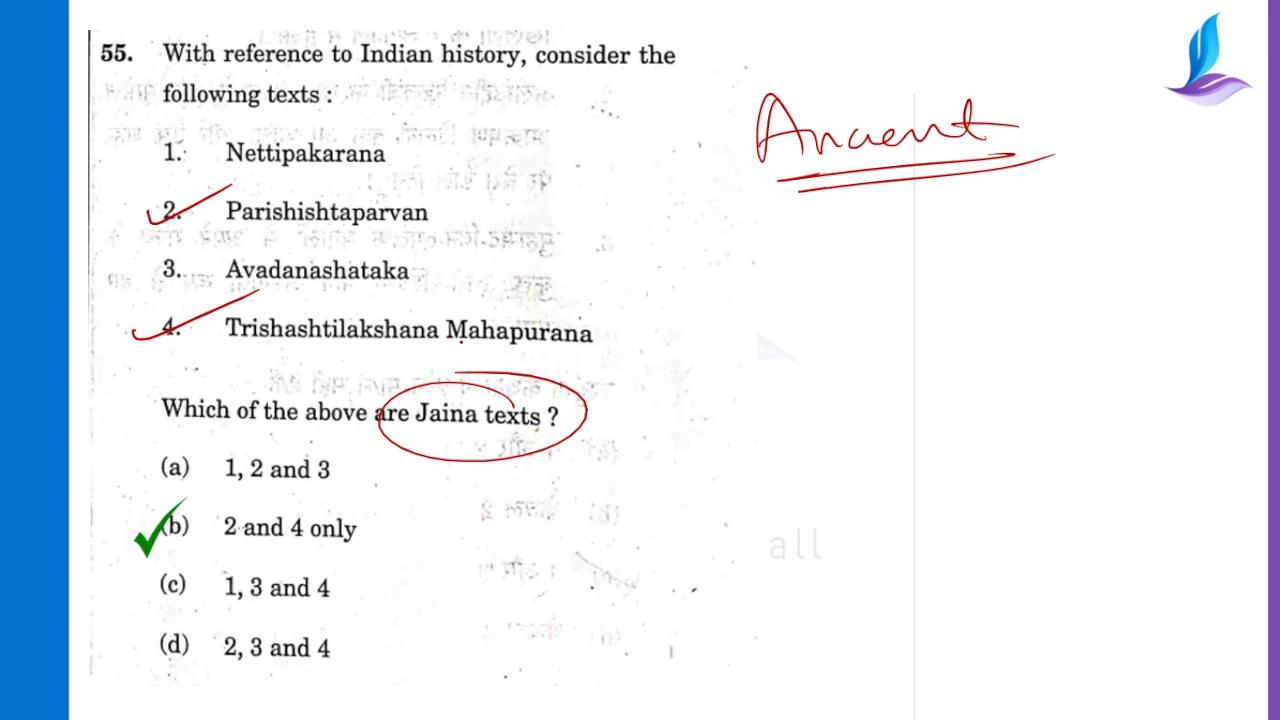 55. With reference to Indian history, consider the
following texts :
1. Nettipakarana
2. Parishishtaparvan
3. Avadanashataka
4. Trishashtilakshana Mahapurana
Which of the above are Jaina texts ?
(a) 1, 2 and 3
(b) 2 and 4 only
(c) 1, 3 and 4
(d) 2, 3 and 4
Ancient
all